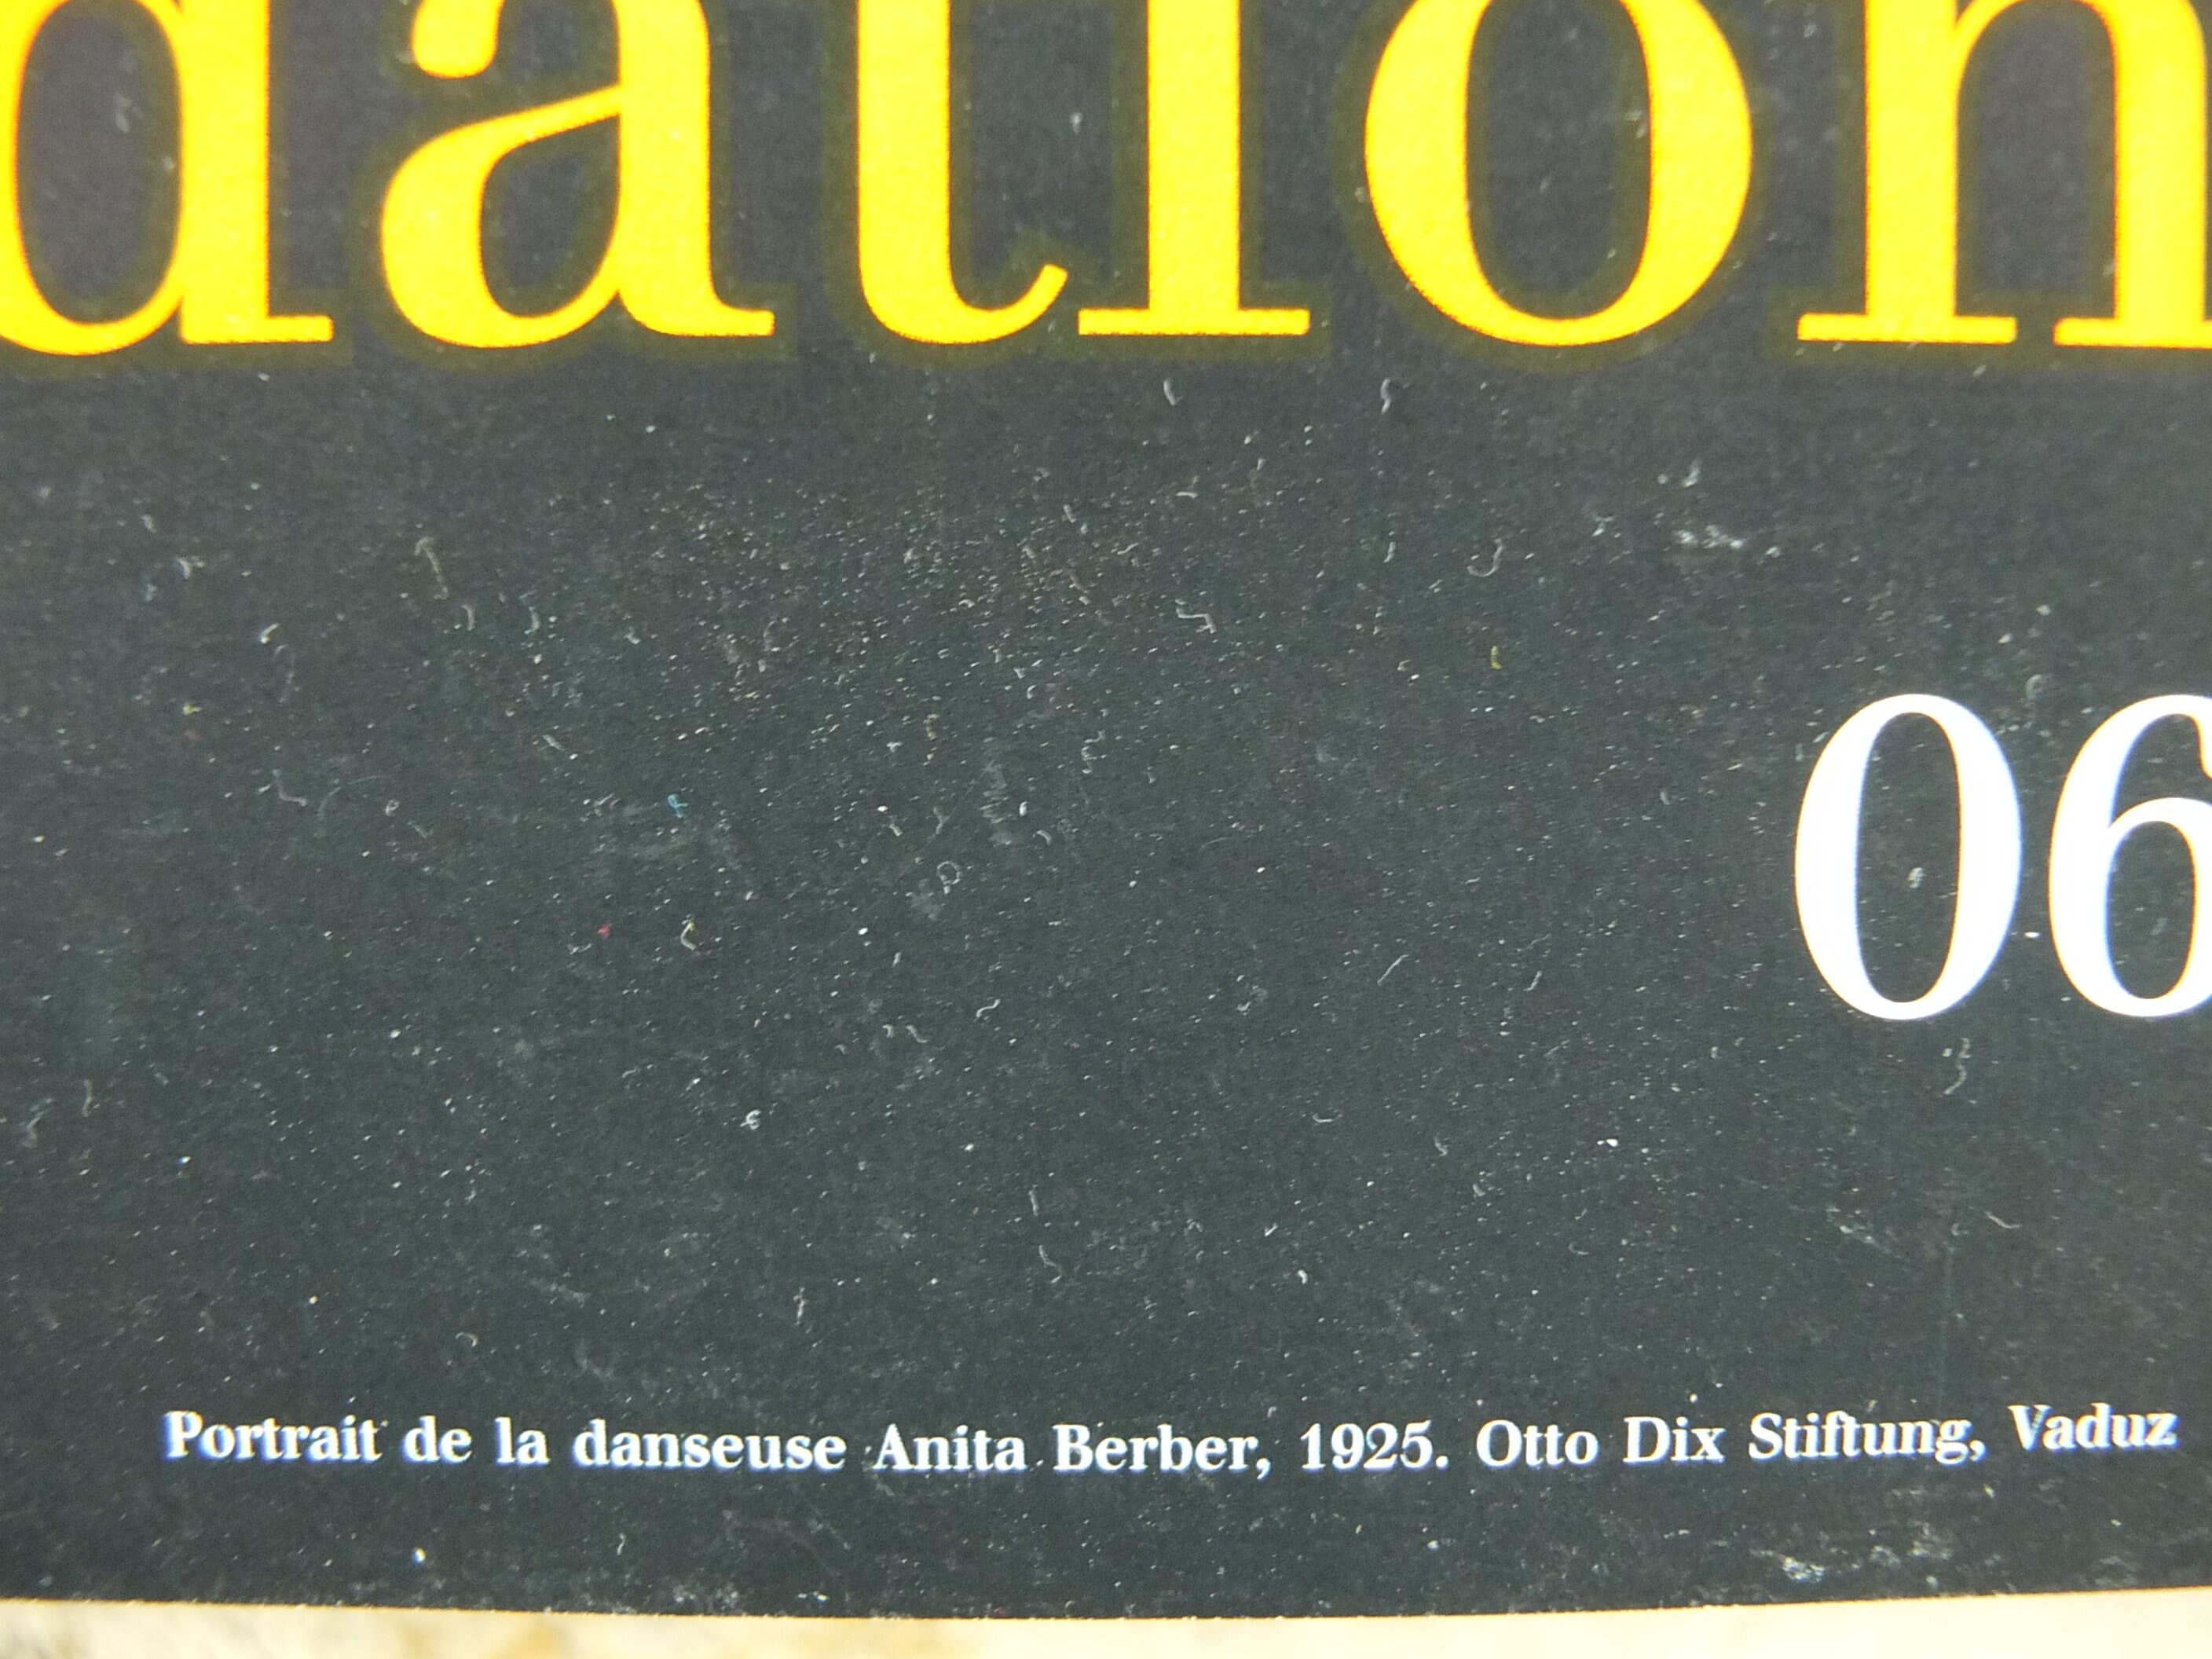 dation
06
Portrait de la danseuse Anita Berber, 1925. Otto Dix Stiftung, Vaduz